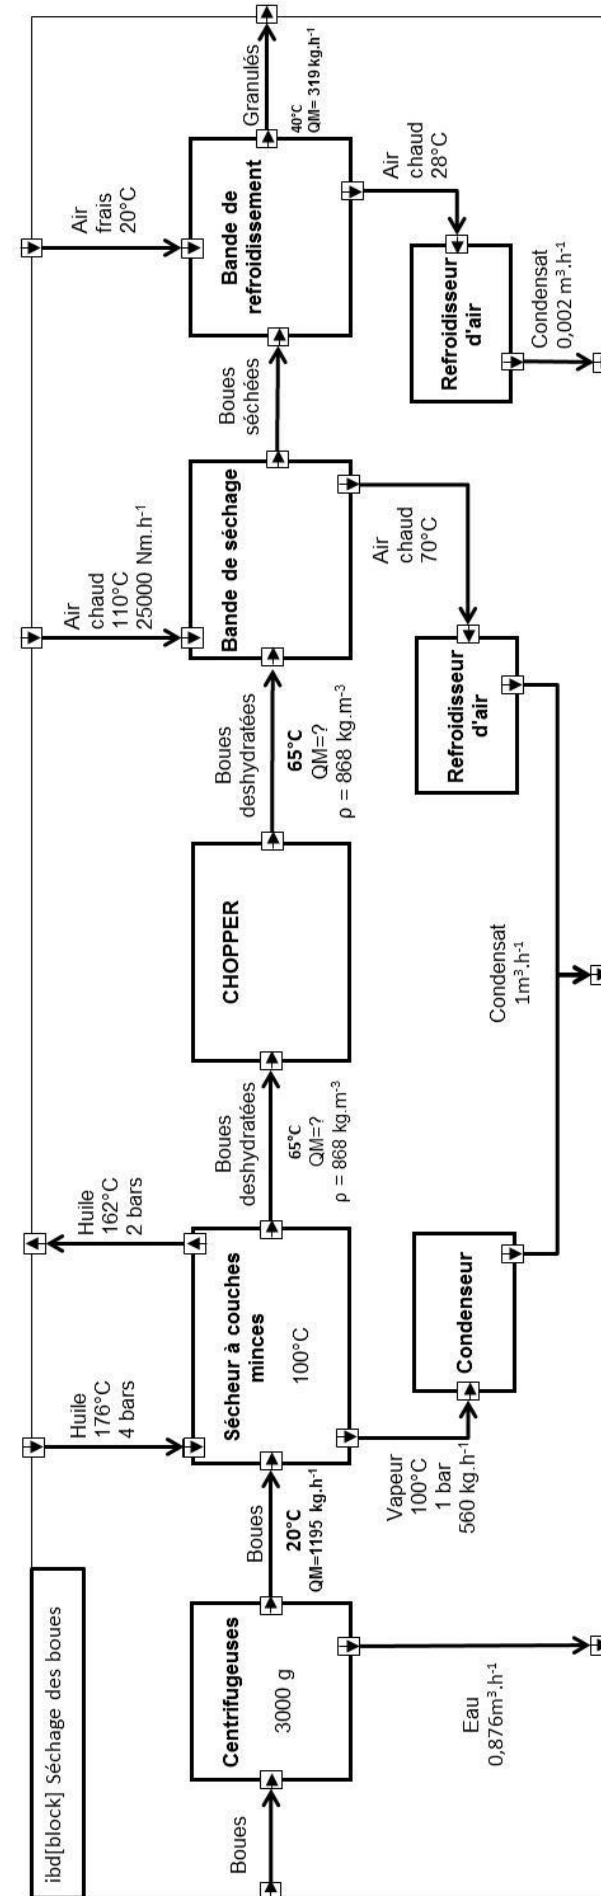 ibd[block] Séchage des boues
Boues
Centrifugeuses
3000 g
Eau
0,876m³.h⁻¹
Boues
20°C
QM=1195 kg.h⁻¹
Huile
176°C
4 bars
Huile
162°C
2 bars
Sécheur à couches
minces
100°C
Vapeur
100°C
1 bar
560 kg.h⁻¹
Condenseur
Boues
deshydratées
65°C
QM=?
ρ = 868 kg.m⁻³
CHOPPER
Condensat
1m³.h⁻¹
Boues
deshydratées
65°C
QM=?
ρ = 868 kg.m⁻³
Air
chaud
110°C
25000 Nm.h⁻¹
Bande de séchage
Air
chaud
70°C
Refroidisseur
d'air
Boues
séchées
Air
frais
20°C
Bande de
refroidissement
Air
chaud
28°C
Refroidisseur
d'air
Condensat
0,002 m³.h⁻¹
Granulés
40°C
QM= 319 kg.h⁻¹